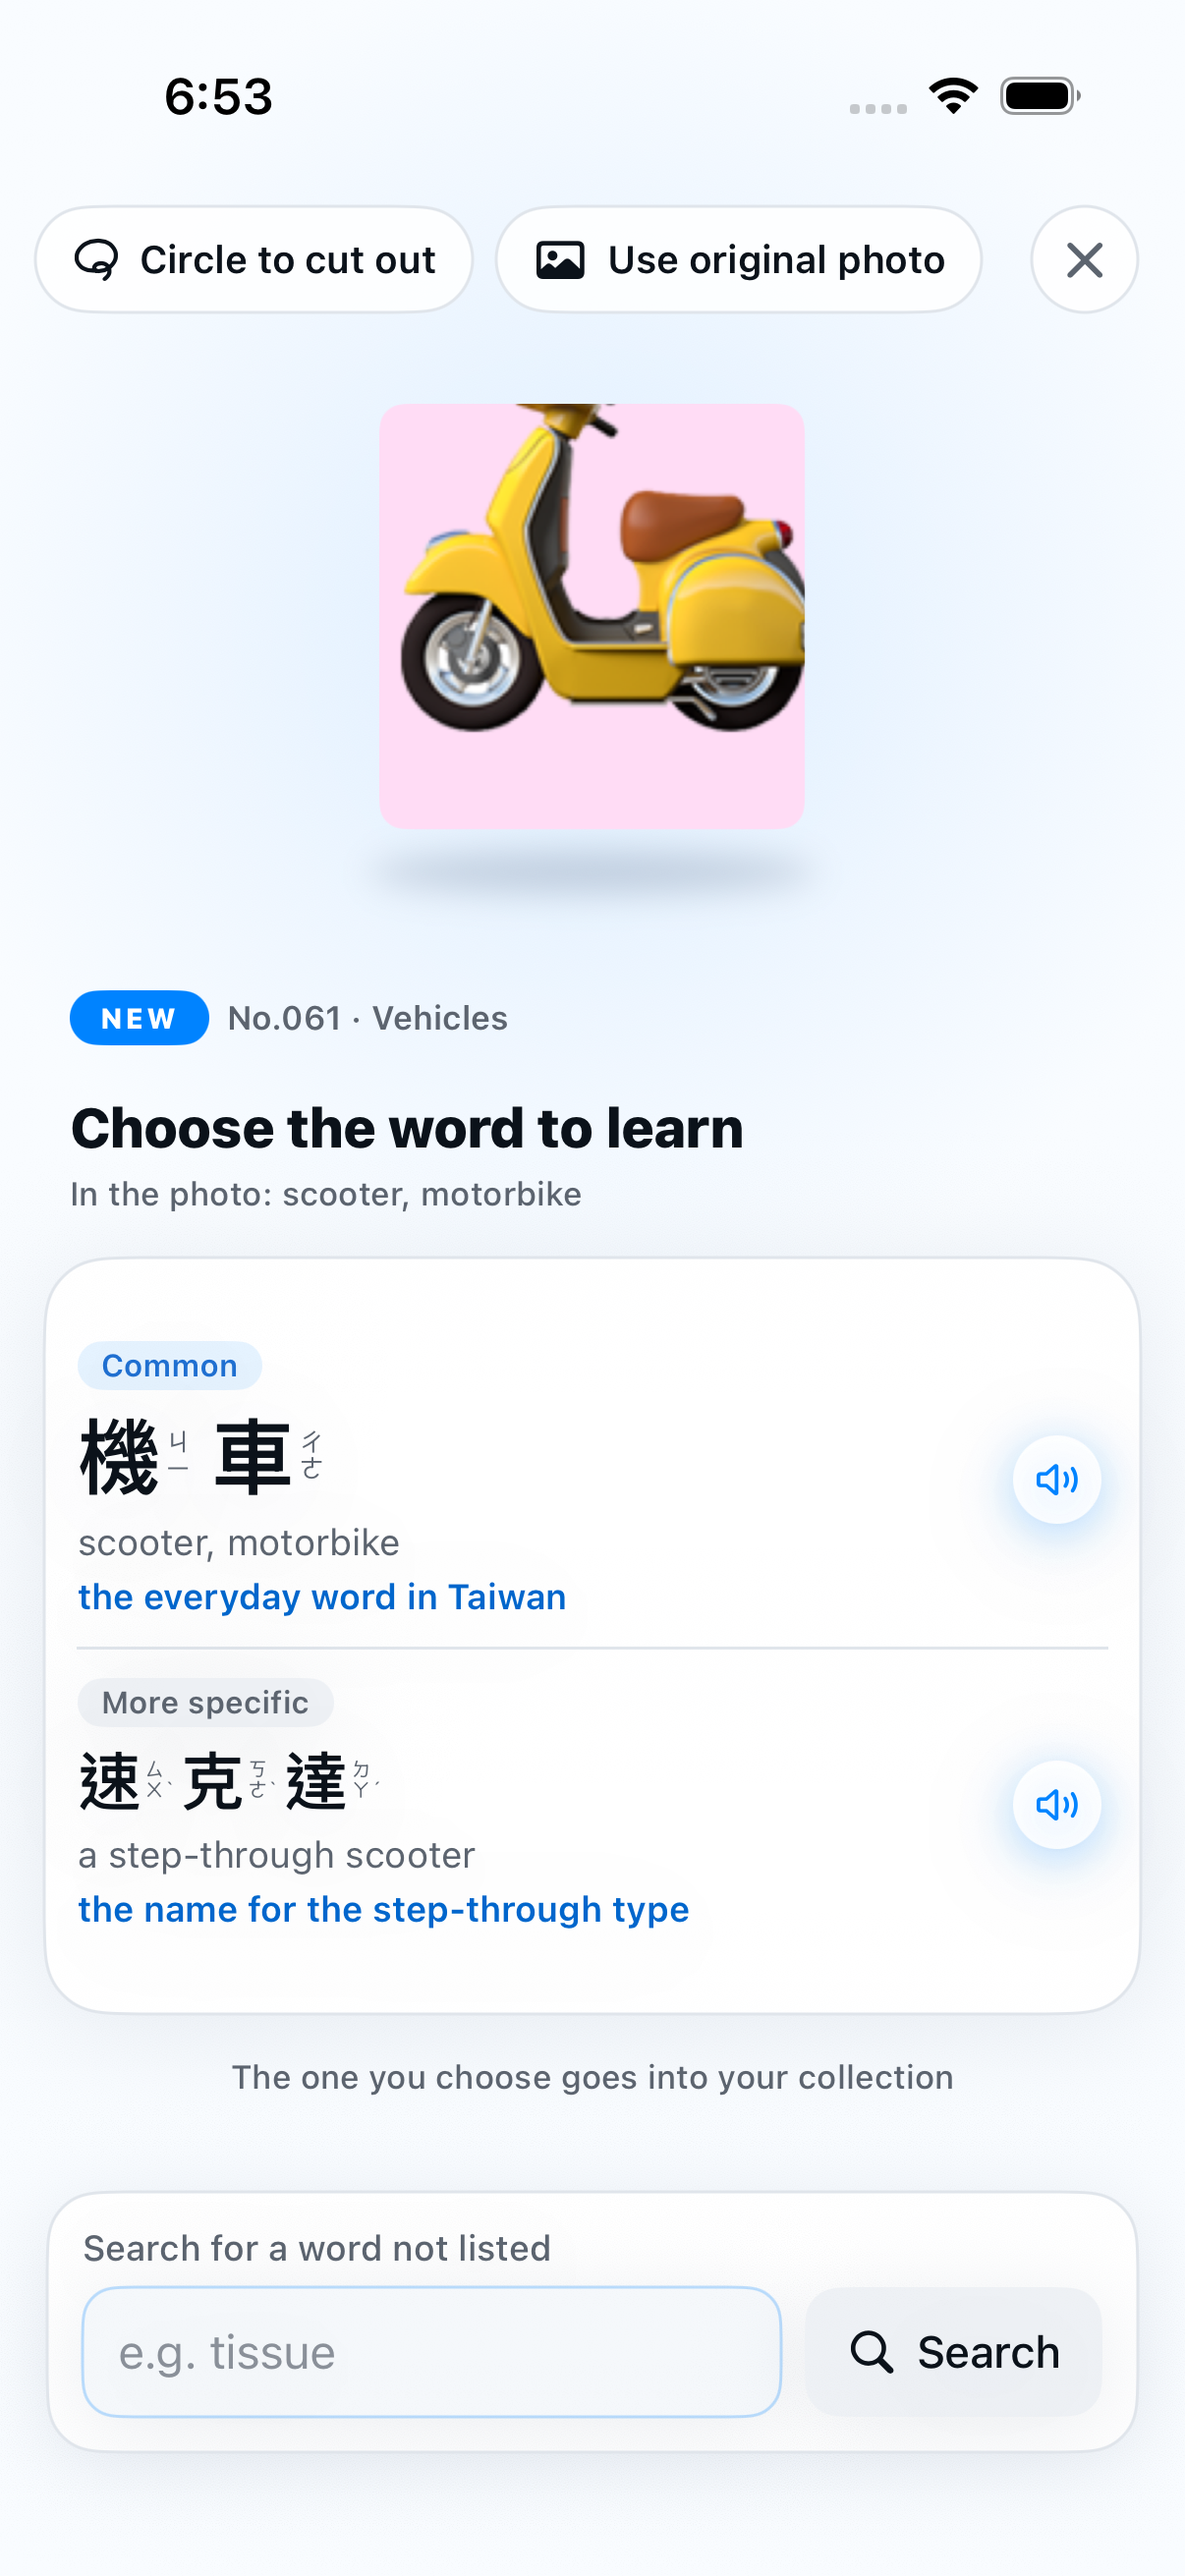 6:53
Circle to cut out
Use original photo
NEW No.061 · Vehicles
Choose the word to learn
In the photo: scooter, motorbike
Common
機ㄐㄧ 車ㄔㄜ
scooter, motorbike
the everyday word in Taiwan
More specific
速ㄙㄨˋ 克ㄎㄜˋ 達ㄉㄚˊ
a step-through scooter
the name for the step-through type
The one you choose goes into your collection
Search for a word not listed
e.g. tissue
Search